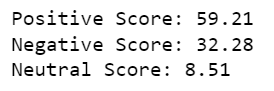 Positive Score: 59.21
Negative Score: 32.28
Neutral Score: 8.51